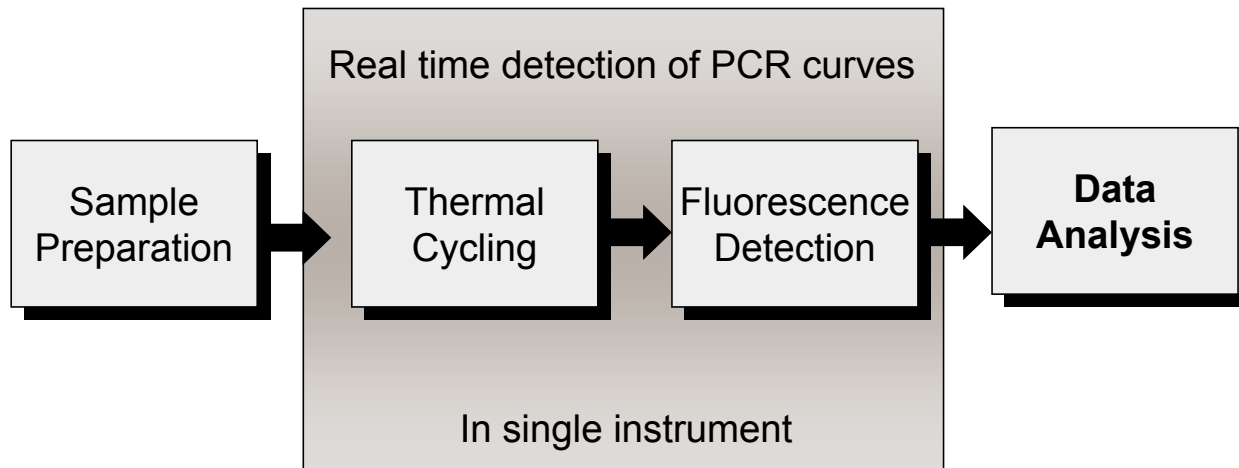 Real time detection of PCR curves
Sample
Preparation
Thermal
Cycling
Fluorescence
Detection
Data
Analysis
In single instrument